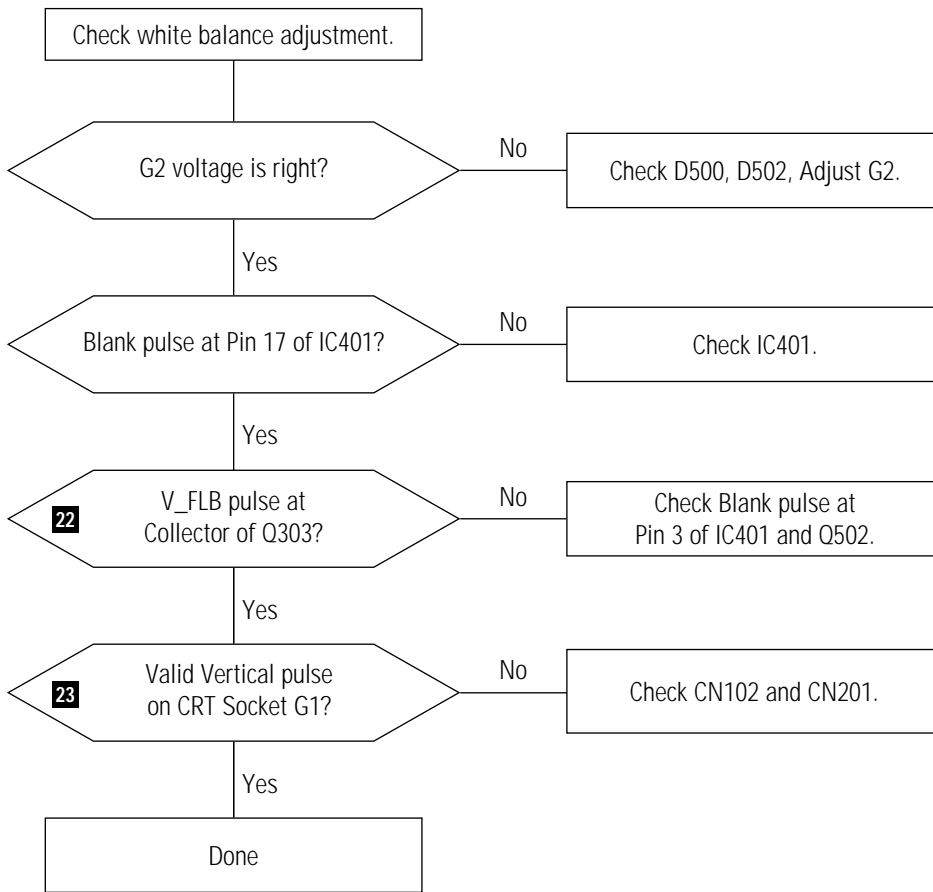 Check white balance adjustment.
G2 voltage is right?
No
Check D500, D502, Adjust G2.
Yes
Blank pulse at Pin 17 of IC401?
No
Check IC401.
Yes
22
V_FLB pulse at
Collector of Q303?
No
Check Blank pulse at
Pin 3 of IC401 and Q502.
Yes
23
Valid Vertical pulse
on CRT Socket G1?
No
Check CN102 and CN201.
Yes
Done